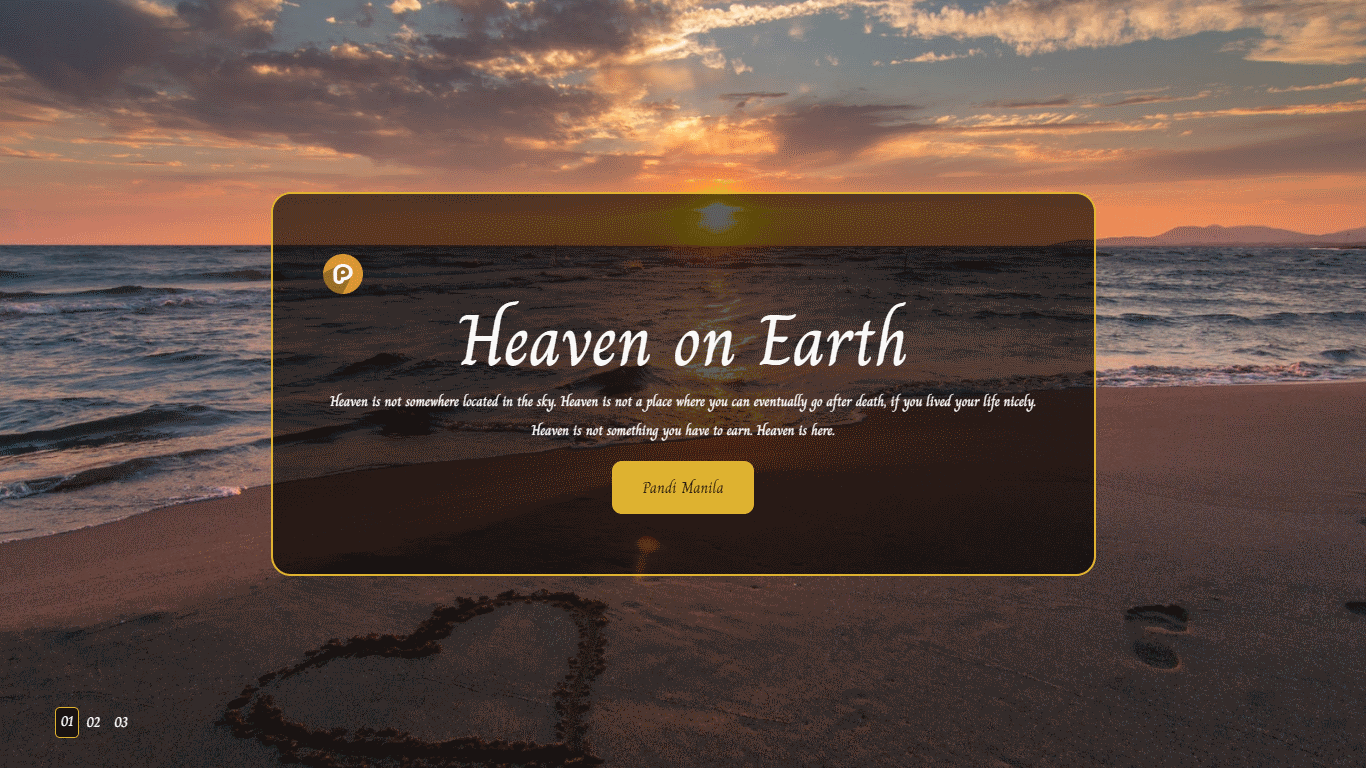 P
Heaven on Earth
Heaven is not somewhere located in the sky. Heaven is not a place where you can eventually go after death, if you lived your life nicely.
Heaven is not something you have to earn. Heaven is here.
Pandi Manila
01 02 03